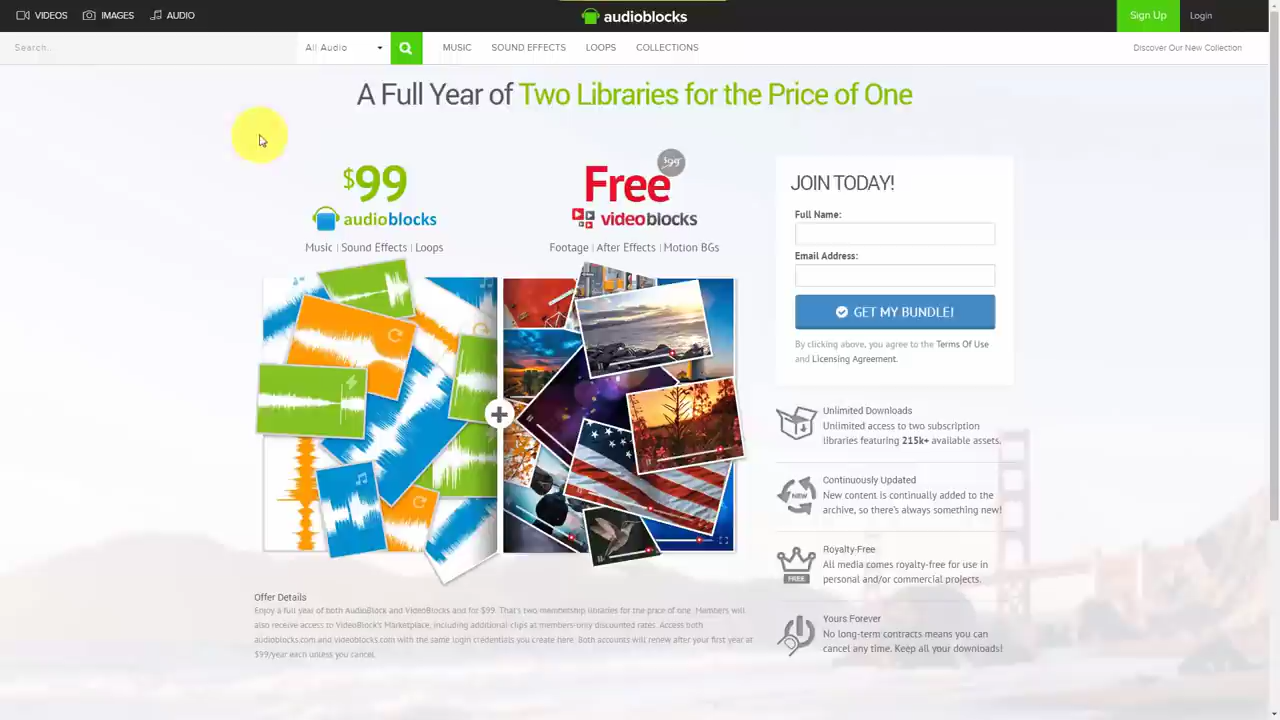 VIDEOS IMAGES AUDIO audioblocks Sign Up Login
Search.. All Audio MUSIC SOUND EFFECTS LOOPS COLLECTIONS Discover Our New Collection
A Full Year of Two Libraries for the Price of One
$99
audioblocks
Music | Sound Effects | Loops
$99
Free
videoblocks
Footage | After Effects | Motion BGs
JOIN TODAY!
Full Name:
Email Address:
GET MY BUNDLE!
By clicking above, you agree to the Terms Of Use
and Licensing Agreement.
Unlimited Downloads
Unlimited access to two subscription
libraries featuring 215k+ available assets.
NEW
Continuously Updated
New content is continually added to the
archive, so there's always something new!
FREE
Royalty-Free
All media comes royalty-free for use in
personal and/or commercial projects.
Yours Forever
No long-term contracts means you can
cancel any time. Keep all your downloads!
Offer Details
Enjoy a full year of both AudioBlock and VideoBlocks and for $99. That's two membership libraries for the price of one. Members will
also receive access to VideoBlock's Marketplace, including additional clips at members-only discounted rates. Access both
audioblocks.com and videoblocks.com with the same login credentials you create here. Both accounts will renew after your first year at
$99/year each unless you cancel.